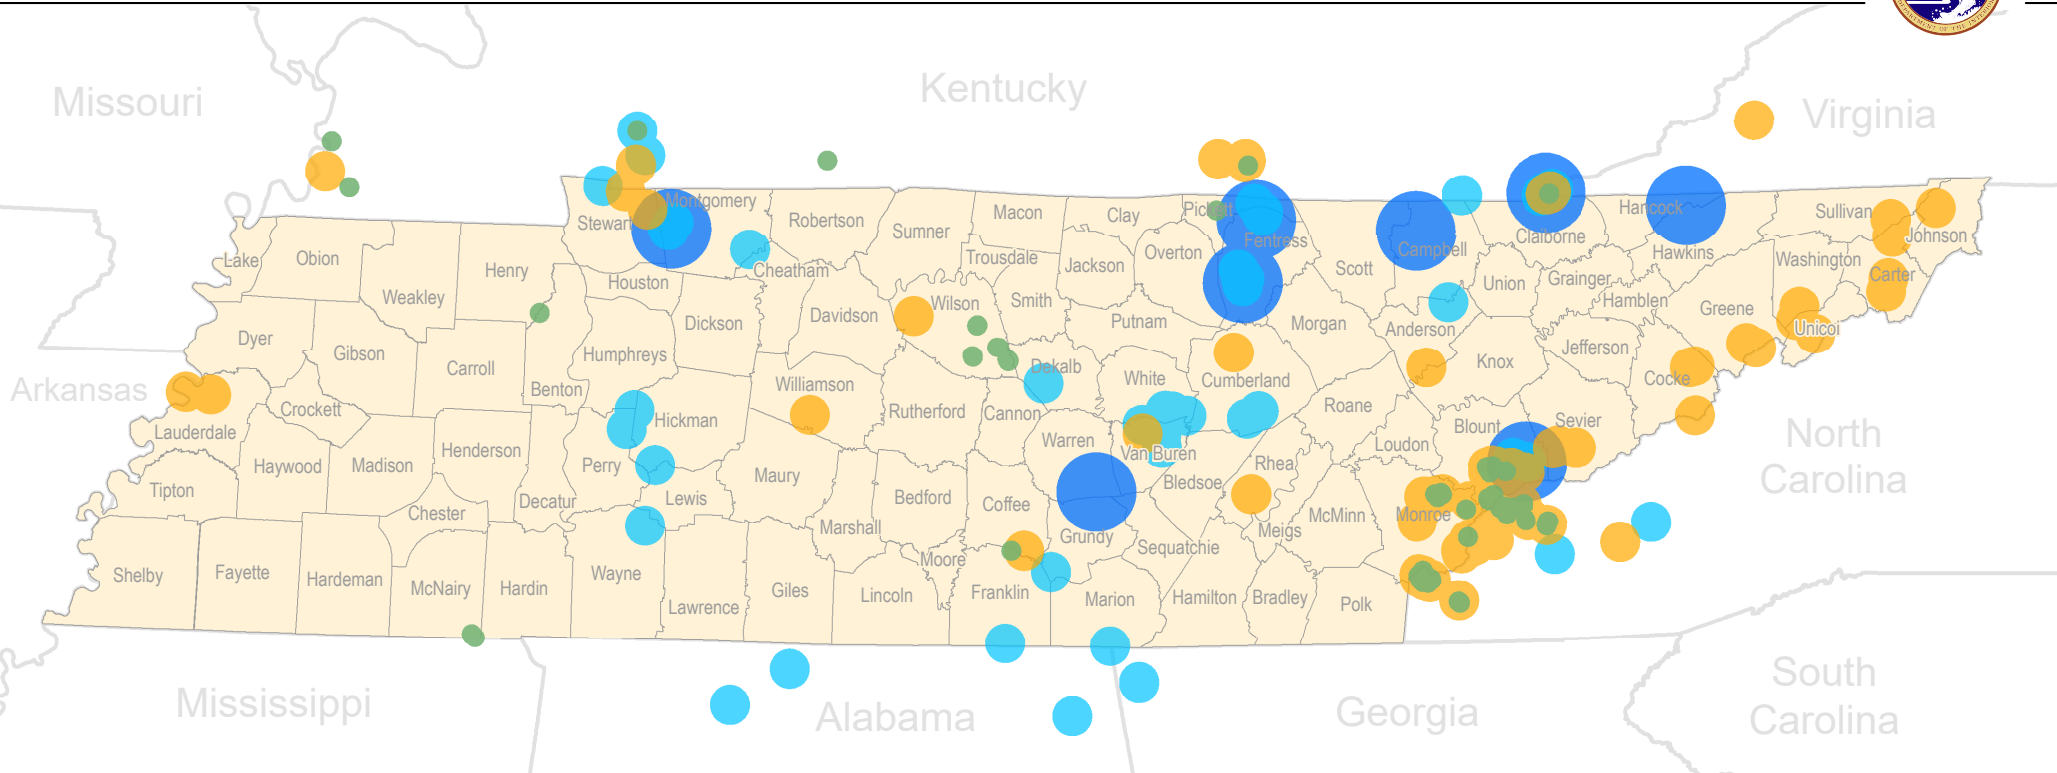 DEPARTMENT OF THE INTERIOR
Missouri
Kentucky
Virginia
Montgomery
Stewart
Robertson
Sumner
Macon
Clay
Pickett
Fentress
Campbell
Claiborne
Hancock
Hawkins
Sullivan
Johnson
Lake
Obion
Henry
Weakley
Houston
Cheatham
Trousdale
Jackson
Overton
Scott
Union
Grainger
Washington
Carter
Dickson
Davidson
Wilson
Smith
Putnam
Morgan
Anderson
Hamblen
Greene
Unicoi
Dyer
Gibson
Carroll
Humphreys
Benton
Williamson
Rutherford
Dekalb
White
Cumberland
Knox
Jefferson
Cocke
Arkansas
Crockett
Lauderdale
Hickman
Cannon
Roane
Blount
Sevier
North
Carolina
Haywood
Madison
Henderson
Perry
Warren
Van Buren
Loudon
Tipton
Decatur
Lewis
Maury
Bedford
Coffee
Bledsoe
Rhea
Chester
Marshall
Grundy
Meigs
McMinn
Monroe
Shelby
Fayette
Hardeman
McNairy
Hardin
Wayne
Lawrence
Giles
Lincoln
Moore
Franklin
Marion
Sequatchie
Hamilton
Bradley
Polk
Mississippi
Alabama
Georgia
South
Carolina